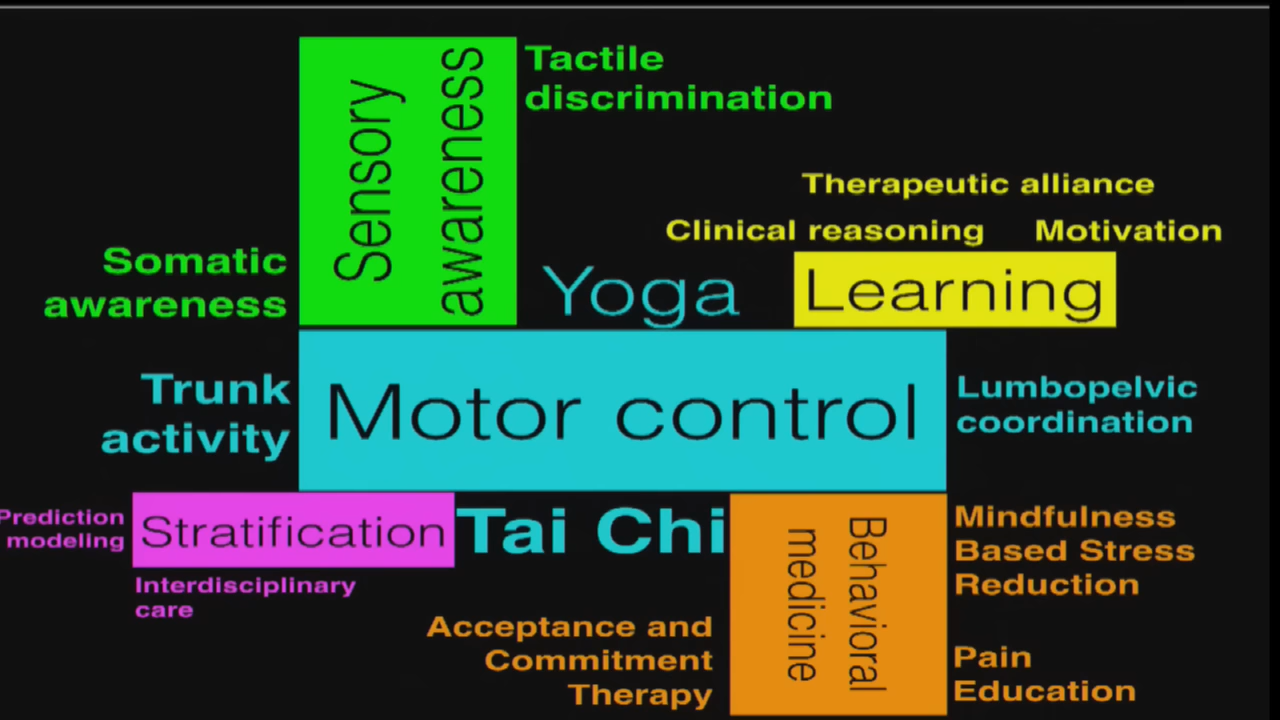 Sensory
awareness
Tactile
discrimination
Therapeutic alliance
Clinical reasoning
Motivation
Somatic
awareness
Yoga
Learning
Trunk
activity
Motor control
Lumbopelvic
coordination
Prediction
modeling
Stratification
Tai Chi
Interdisciplinary
care
Behavioral
medicine
Mindfulness
Based Stress
Reduction
Acceptance and
Commitment
Therapy
Pain
Education